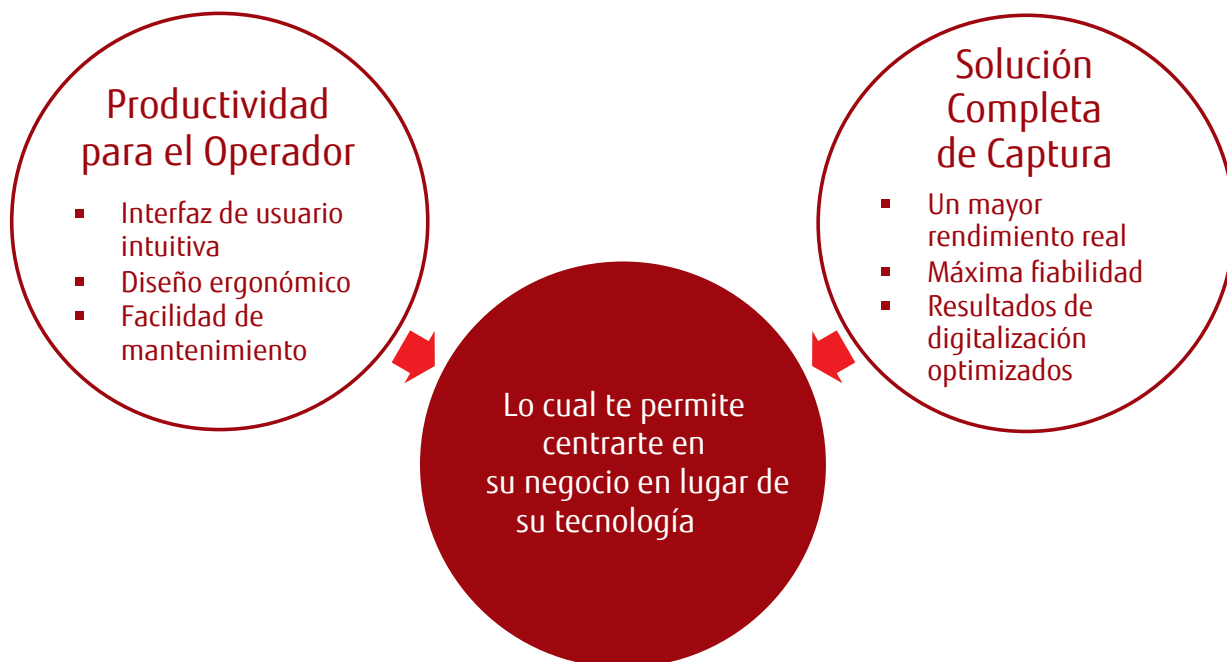 Productividad
para el Operador
▪ Interfaz de usuario
intuitiva
▪ Diseño ergonómico
▪ Facilidad de
mantenimiento
Solución
Completa
de Captura
▪ Un mayor
rendimiento real
▪ Máxima fiabilidad
▪ Resultados de
digitalización
optimizados
Lo cual te permite
centrarte en
su negocio en lugar de
su tecnología